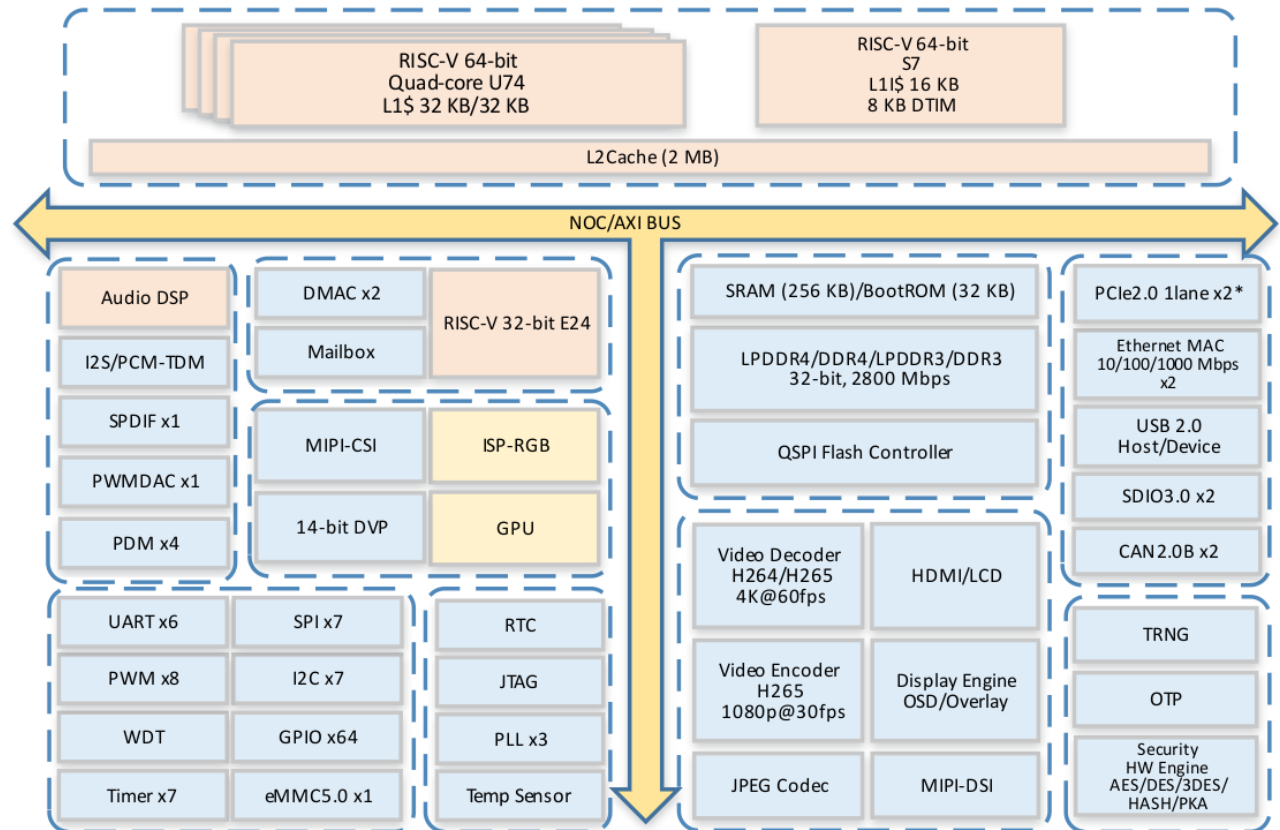 RISC-V 64-bit
Quad-core U74
L1$ 32 KB/32 KB
RISC-V 64-bit
S7
L1I$ 16 KB
8 KB DTIM
L2Cache (2 MB)
NOC/AXI BUS
Audio DSP
I2S/PCM-TDM
SPDIF x1
PWMDAC x1
PDM x4
DMAC x2
Mailbox
RISC-V 32-bit E24
MIPI-CSI
ISP-RGB
14-bit DVP
GPU
SRAM (256 KB)/BootROM (32 KB)
LPDDR4/DDR4/LPDDR3/DDR3
32-bit, 2800 Mbps
QSPI Flash Controller
PCIe2.0 1lane x2*
Ethernet MAC
10/100/1000 Mbps
x2
USB 2.0
Host/Device
SDIO3.0 x2
CAN2.0B x2
UART x6
SPI x7
PWM x8
I2C x7
WDT
GPIO x64
Timer x7
eMMC5.0 x1
RTC
JTAG
PLL x3
Temp Sensor
Video Decoder
H264/H265
4K@60fps
HDMI/LCD
Video Encoder
H265
1080p@30fps
Display Engine
OSD/Overlay
JPEG Codec
MIPI-DSI
TRNG
OTP
Security
HW Engine
AES/DES/3DES/
HASH/PKA